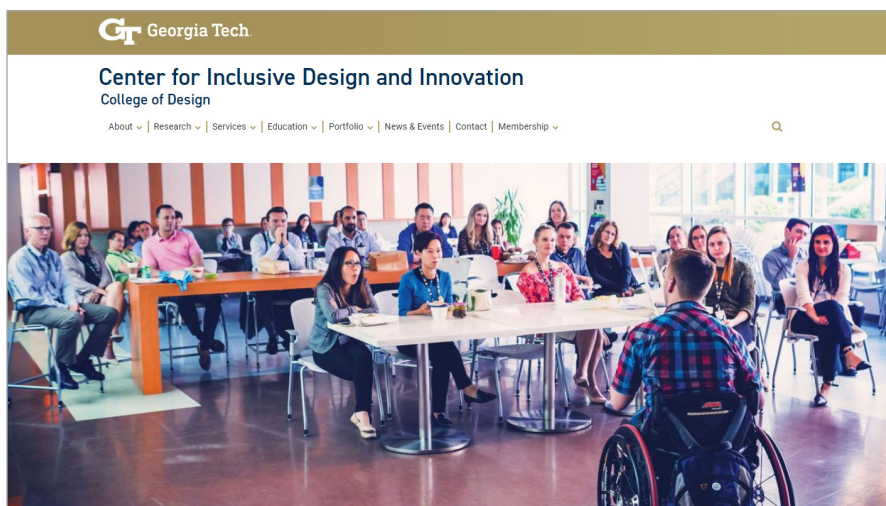 GT Georgia Tech
Center for Inclusive Design and Innovation
College of Design
About | Research | Services | Education | Portfolio | News & Events | Contact | Membership